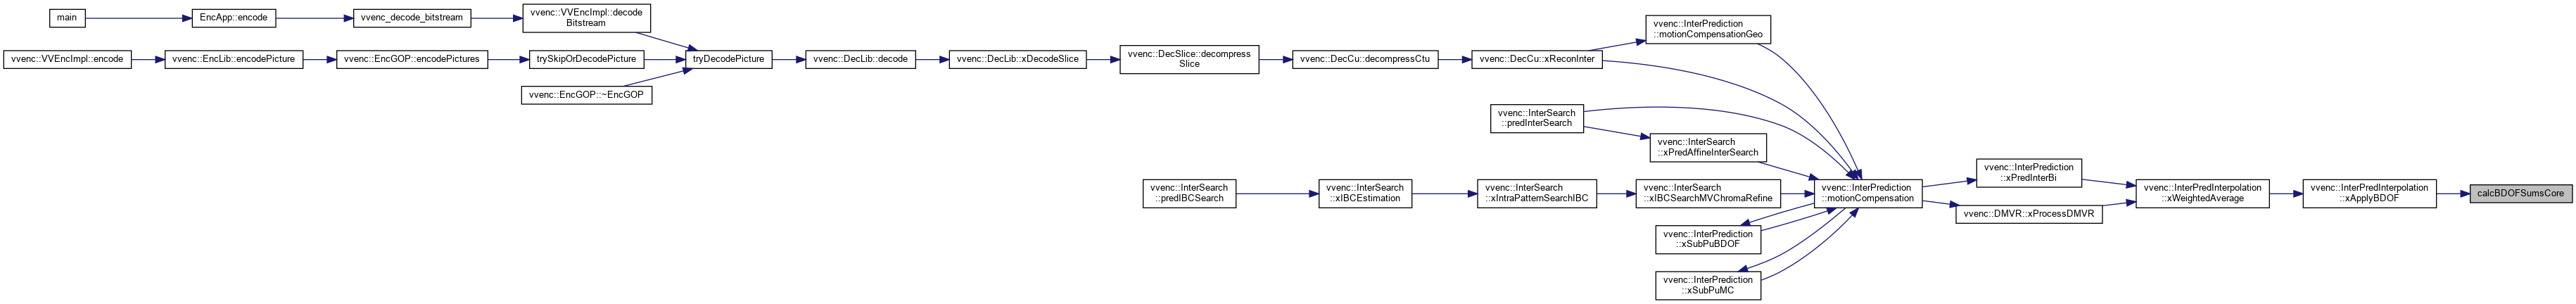 main
EncApp::encode
vvenc_decode_bitstream
vvenc::VVEncImpl::decode
Bitstream
vvenc::VVEncImpl::encode
vvenc::EncLib::encodePicture
vvenc::EncGOP::encodePictures
trySkipOrDecodePicture
tryDecodePicture
vvenc::EncGOP::~EncGOP
vvenc::DecLib::decode
vvenc::DecLib::xDecodeSlice
vvenc::DecSlice::decompress
Slice
vvenc::DecCu::decompressCtu
vvenc::DecCu::xReconInter
vvenc::InterPrediction
::motionCompensationGeo
vvenc::InterSearch
::predInterSearch
vvenc::InterSearch
::xPredAffineInterSearch
vvenc::InterSearch
::predIBCSearch
vvenc::InterSearch
::xIBCEstimation
vvenc::InterSearch
::xIntraPatternSearchIBC
vvenc::InterSearch
::xIBCSearchMVChromaRefine
vvenc::InterPrediction
::xSubPuBDOF
vvenc::InterPrediction
::xSubPuMC
vvenc::InterPrediction
::motionCompensation
vvenc::InterPrediction
::xPredInterBi
vvenc::DMVR::xProcessDMVR
vvenc::InterPredInterpolation
::xWeightedAverage
vvenc::InterPredInterpolation
::xApplyBDOF
calcBDOFSumsCore